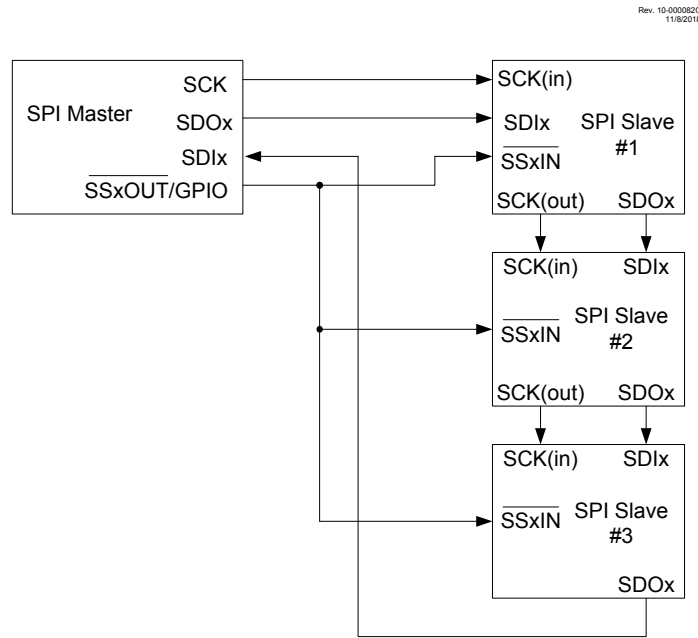 Rev. 10-000082C
11/8/2018
SPI Master
SCK
SDOx
SDIx
SSxOUT/GPIO
SCK(in)
SDIx
SSxIN
SPI Slave
#1
SCK(out)
SDOx
SCK(in)
SDIx
SSxIN
SPI Slave
#2
SCK(out)
SDOx
SCK(in)
SDIx
SSxIN
SPI Slave
#3
SDOx